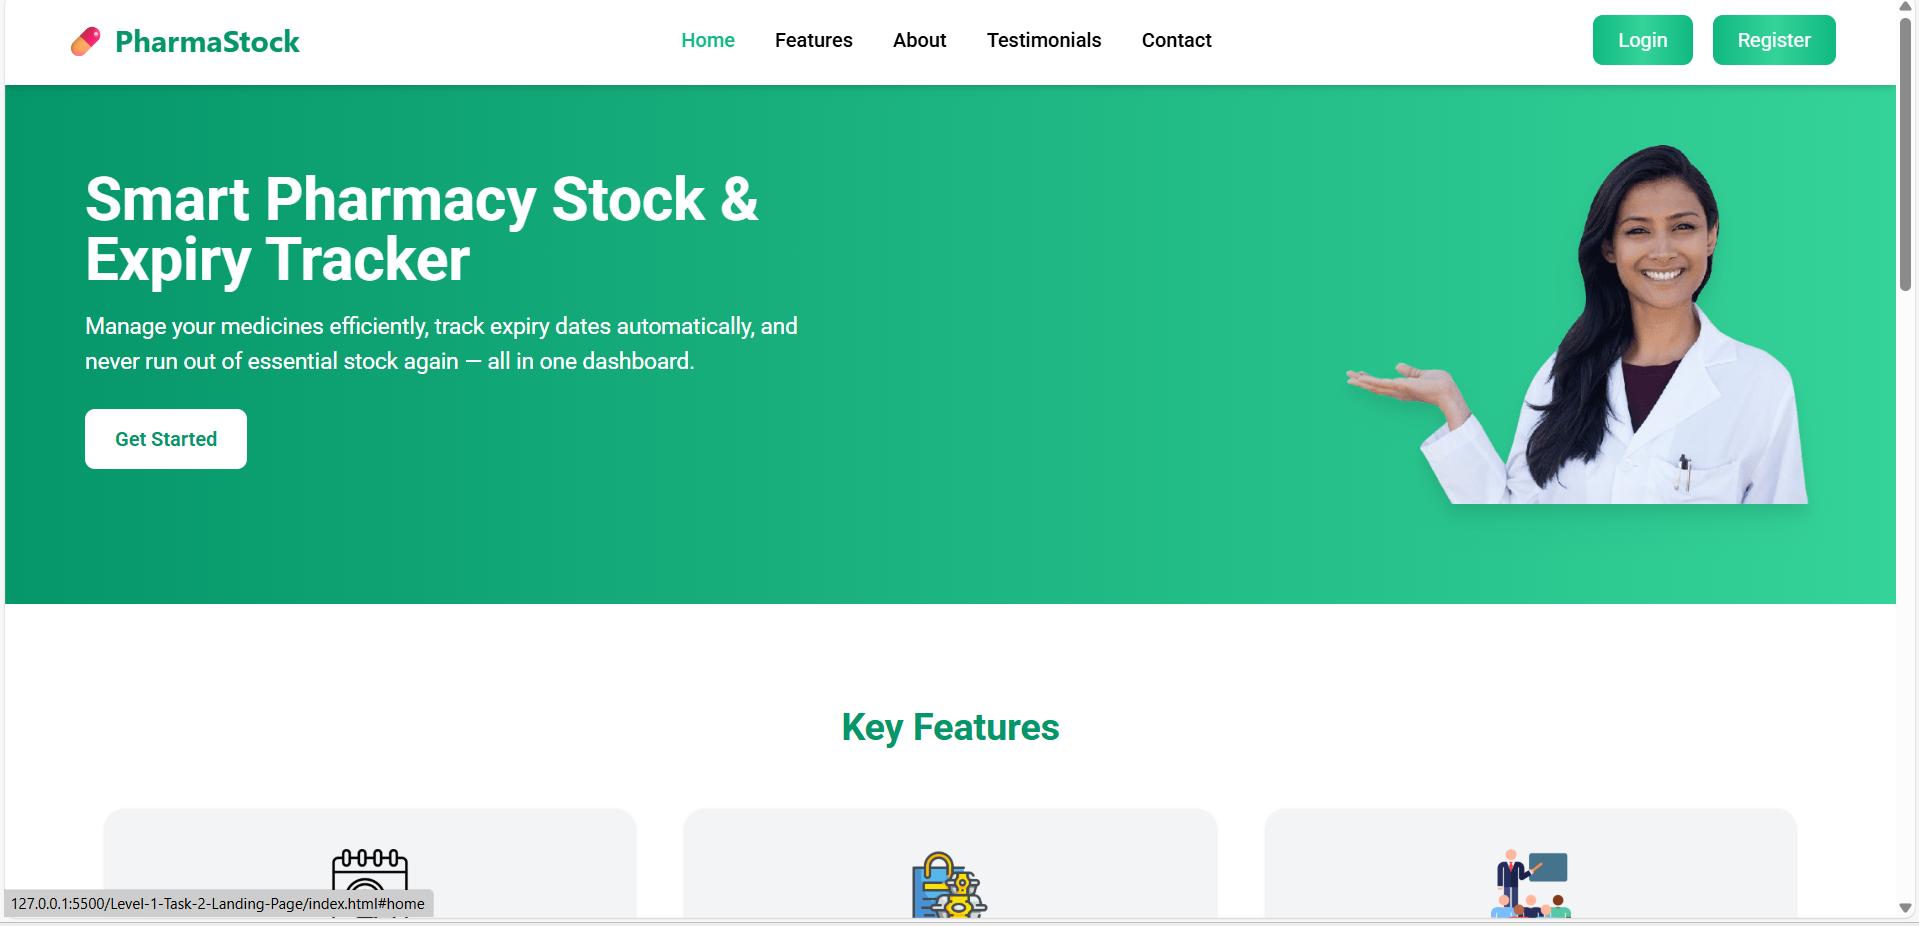 PharmaStock
Home
Features
About
Testimonials
Contact
Login
Register
Smart Pharmacy Stock &
Expiry Tracker
Manage your medicines efficiently, track expiry dates automatically, and
never run out of essential stock again — all in one dashboard.
Get Started
Key Features
127.0.0.1:5500/Level-1-Task-2-Landing-Page/index.html#home